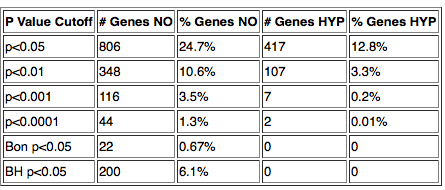 P Value Cutoff # Genes NO % Genes NO # Genes HYP % Genes HYP
p<0.05 806 24.7% 417 12.8%
p<0.01 348 10.6% 107 3.3%
p<0.001 116 3.5% 7 0.2%
p<0.0001 44 1.3% 2 0.01%
Bon p<0.05 22 0.67% 0 0
BH p<0.05 200 6.1% 0 0